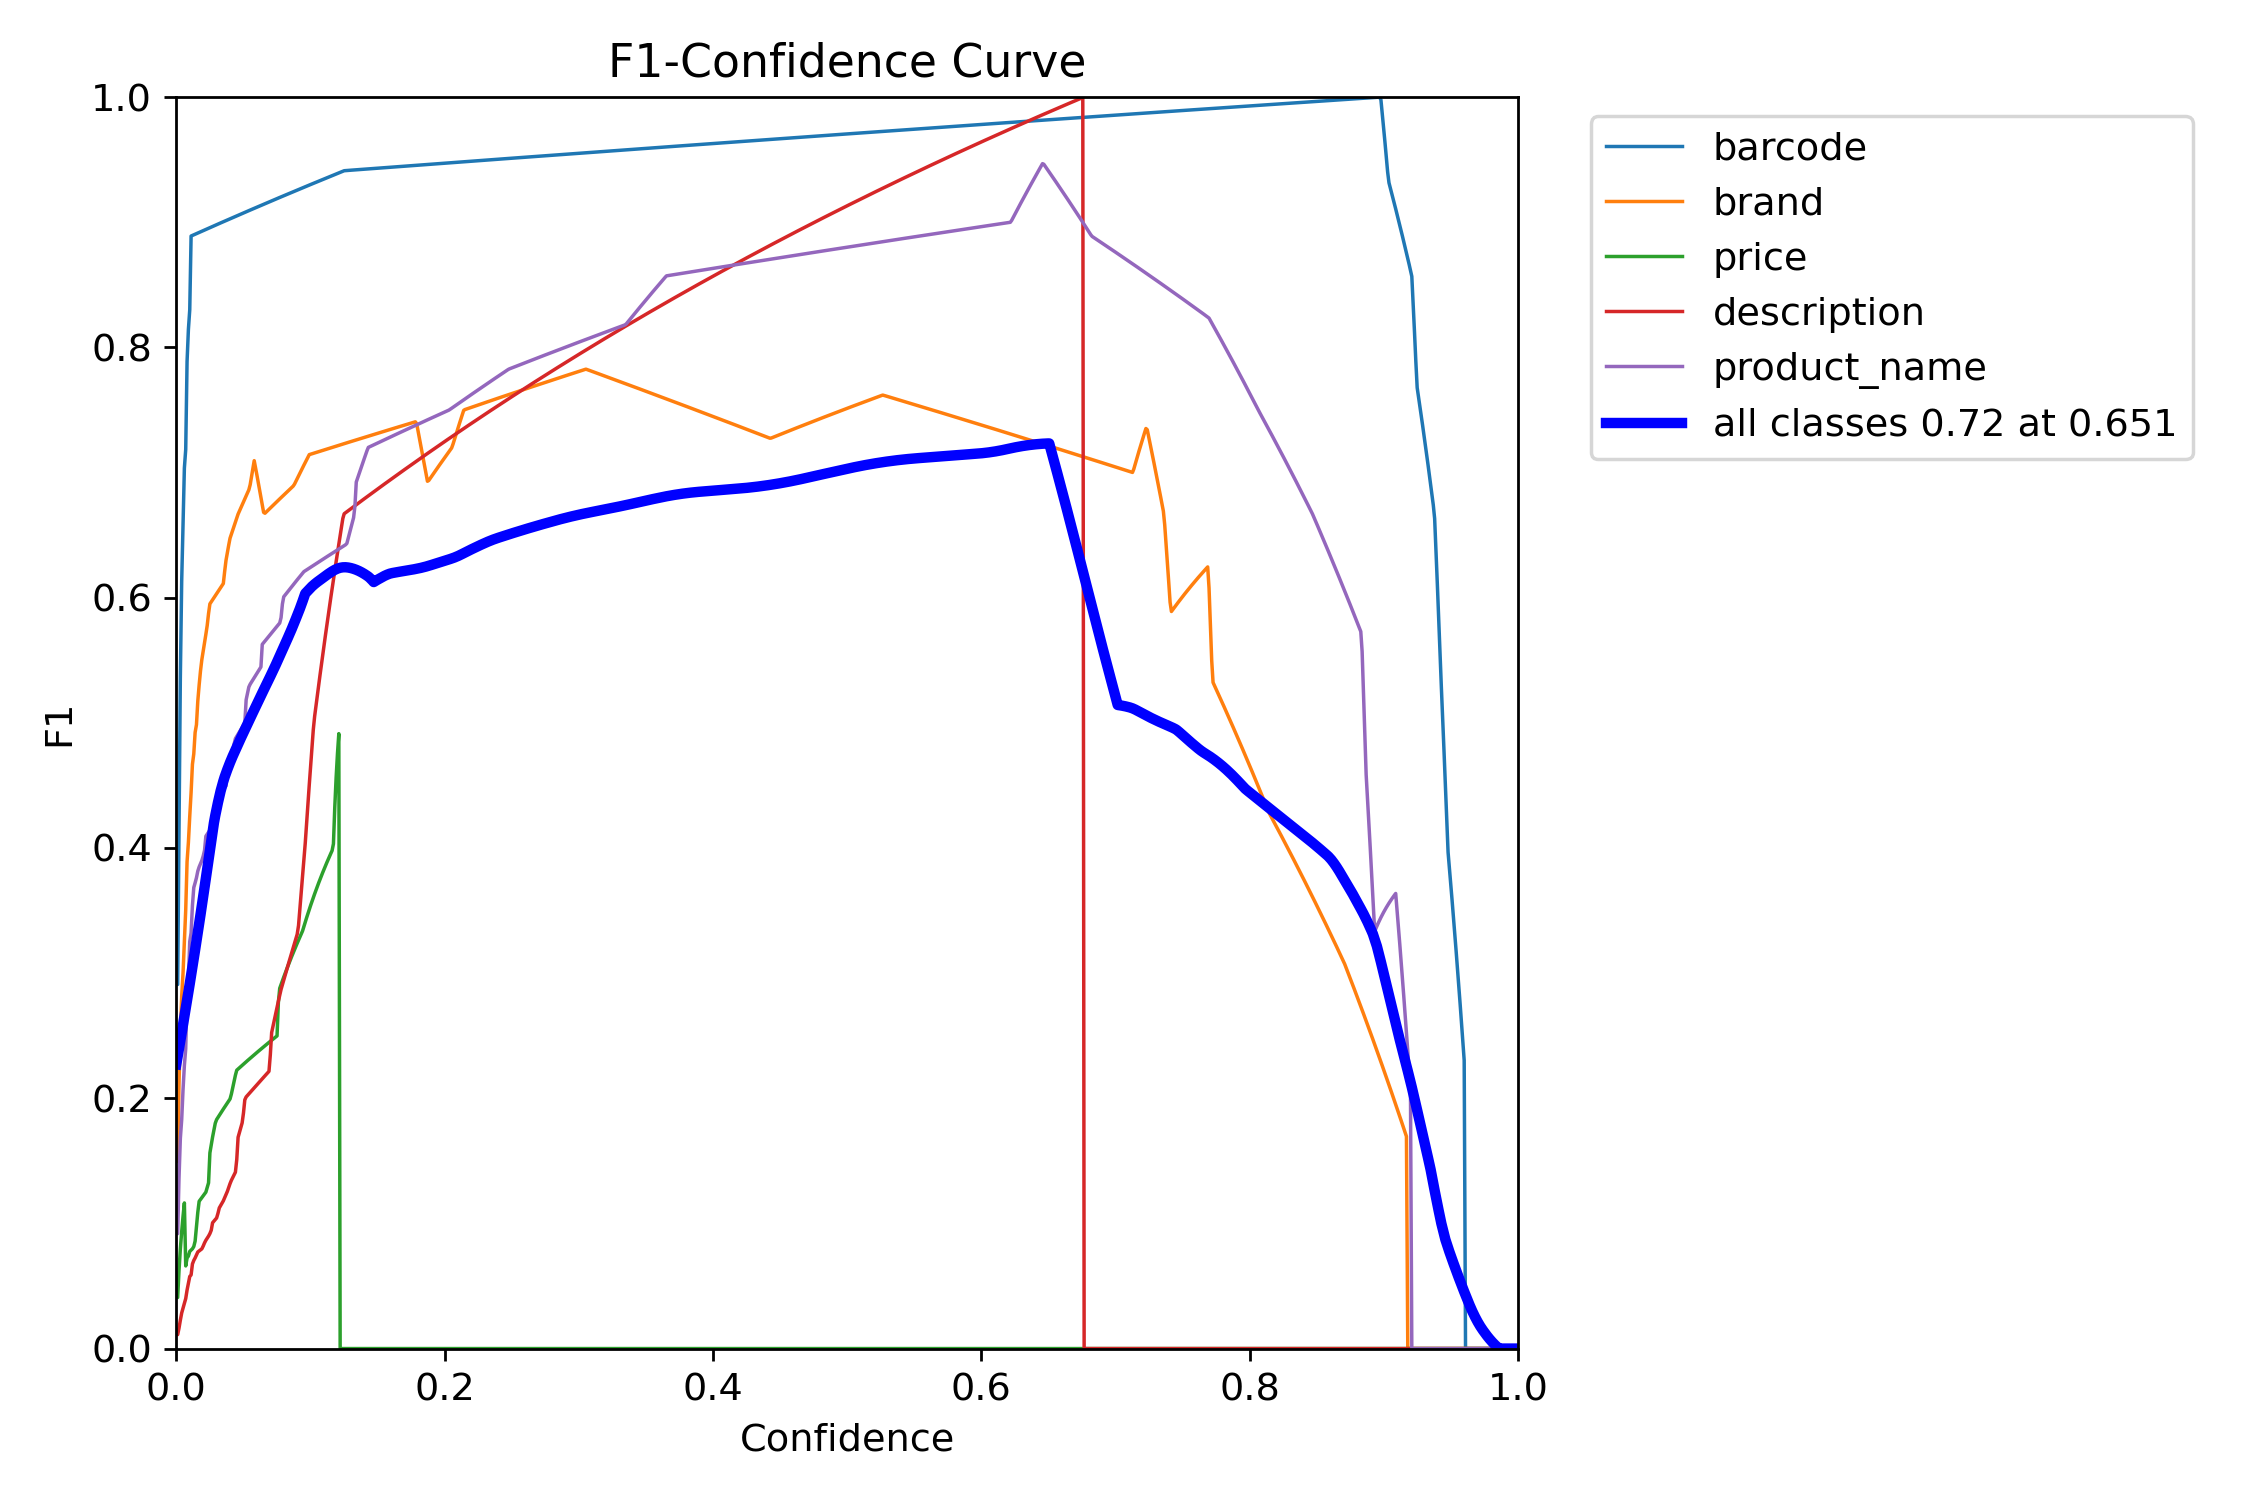 F1-Confidence Curve
1.0
0.8
0.6
0.4
0.2
0.0
F1
0.0 0.2 0.4 0.6 0.8 1.0
Confidence
barcode
brand
price
description
product_name
all classes 0.72 at 0.651